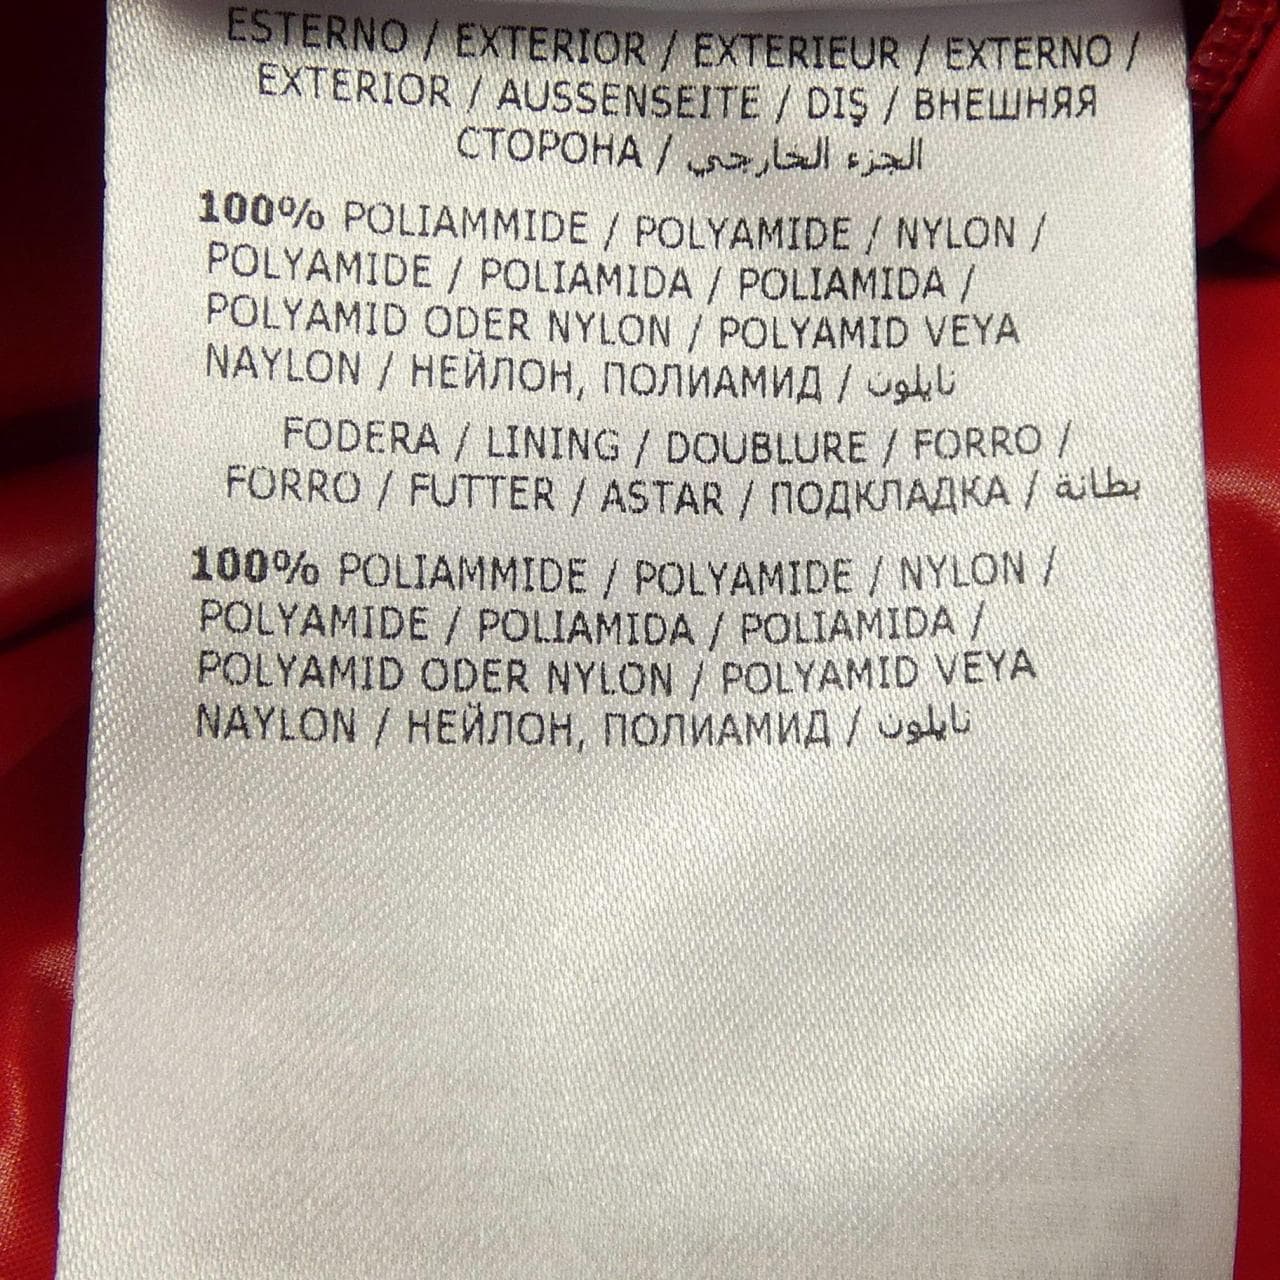 ESTERNO / EXTERIOR / EXTERIEUR / EXTERNO /
EXTERIOR / AUSSENSEITE / DIŞ / ВНЕШНЯЯ
СТОРОНА / الجزء الخارجي
100% POLIAMMIDE / POLYAMIDE / NYLON /
POLYAMIDE / POLIAMIDA / POLIAMIDA /
POLYAMID ODER NYLON / POLYAMID VEYA
NAYLON / НЕЙЛОН, ПОЛИАМИД / نايلون
FODERA / LINING / DOUBLURE / FORRO /
FORRO / FUTTER / ASTAR / ПОДКЛАДКА / بطانة
100% POLIAMMIDE / POLYAMIDE / NYLON /
POLYAMIDE / POLIAMIDA / POLIAMIDA /
POLYAMID ODER NYLON / POLYAMID VEYA
NAYLON / НЕЙЛОН, ПОЛИАМИД / نايلون